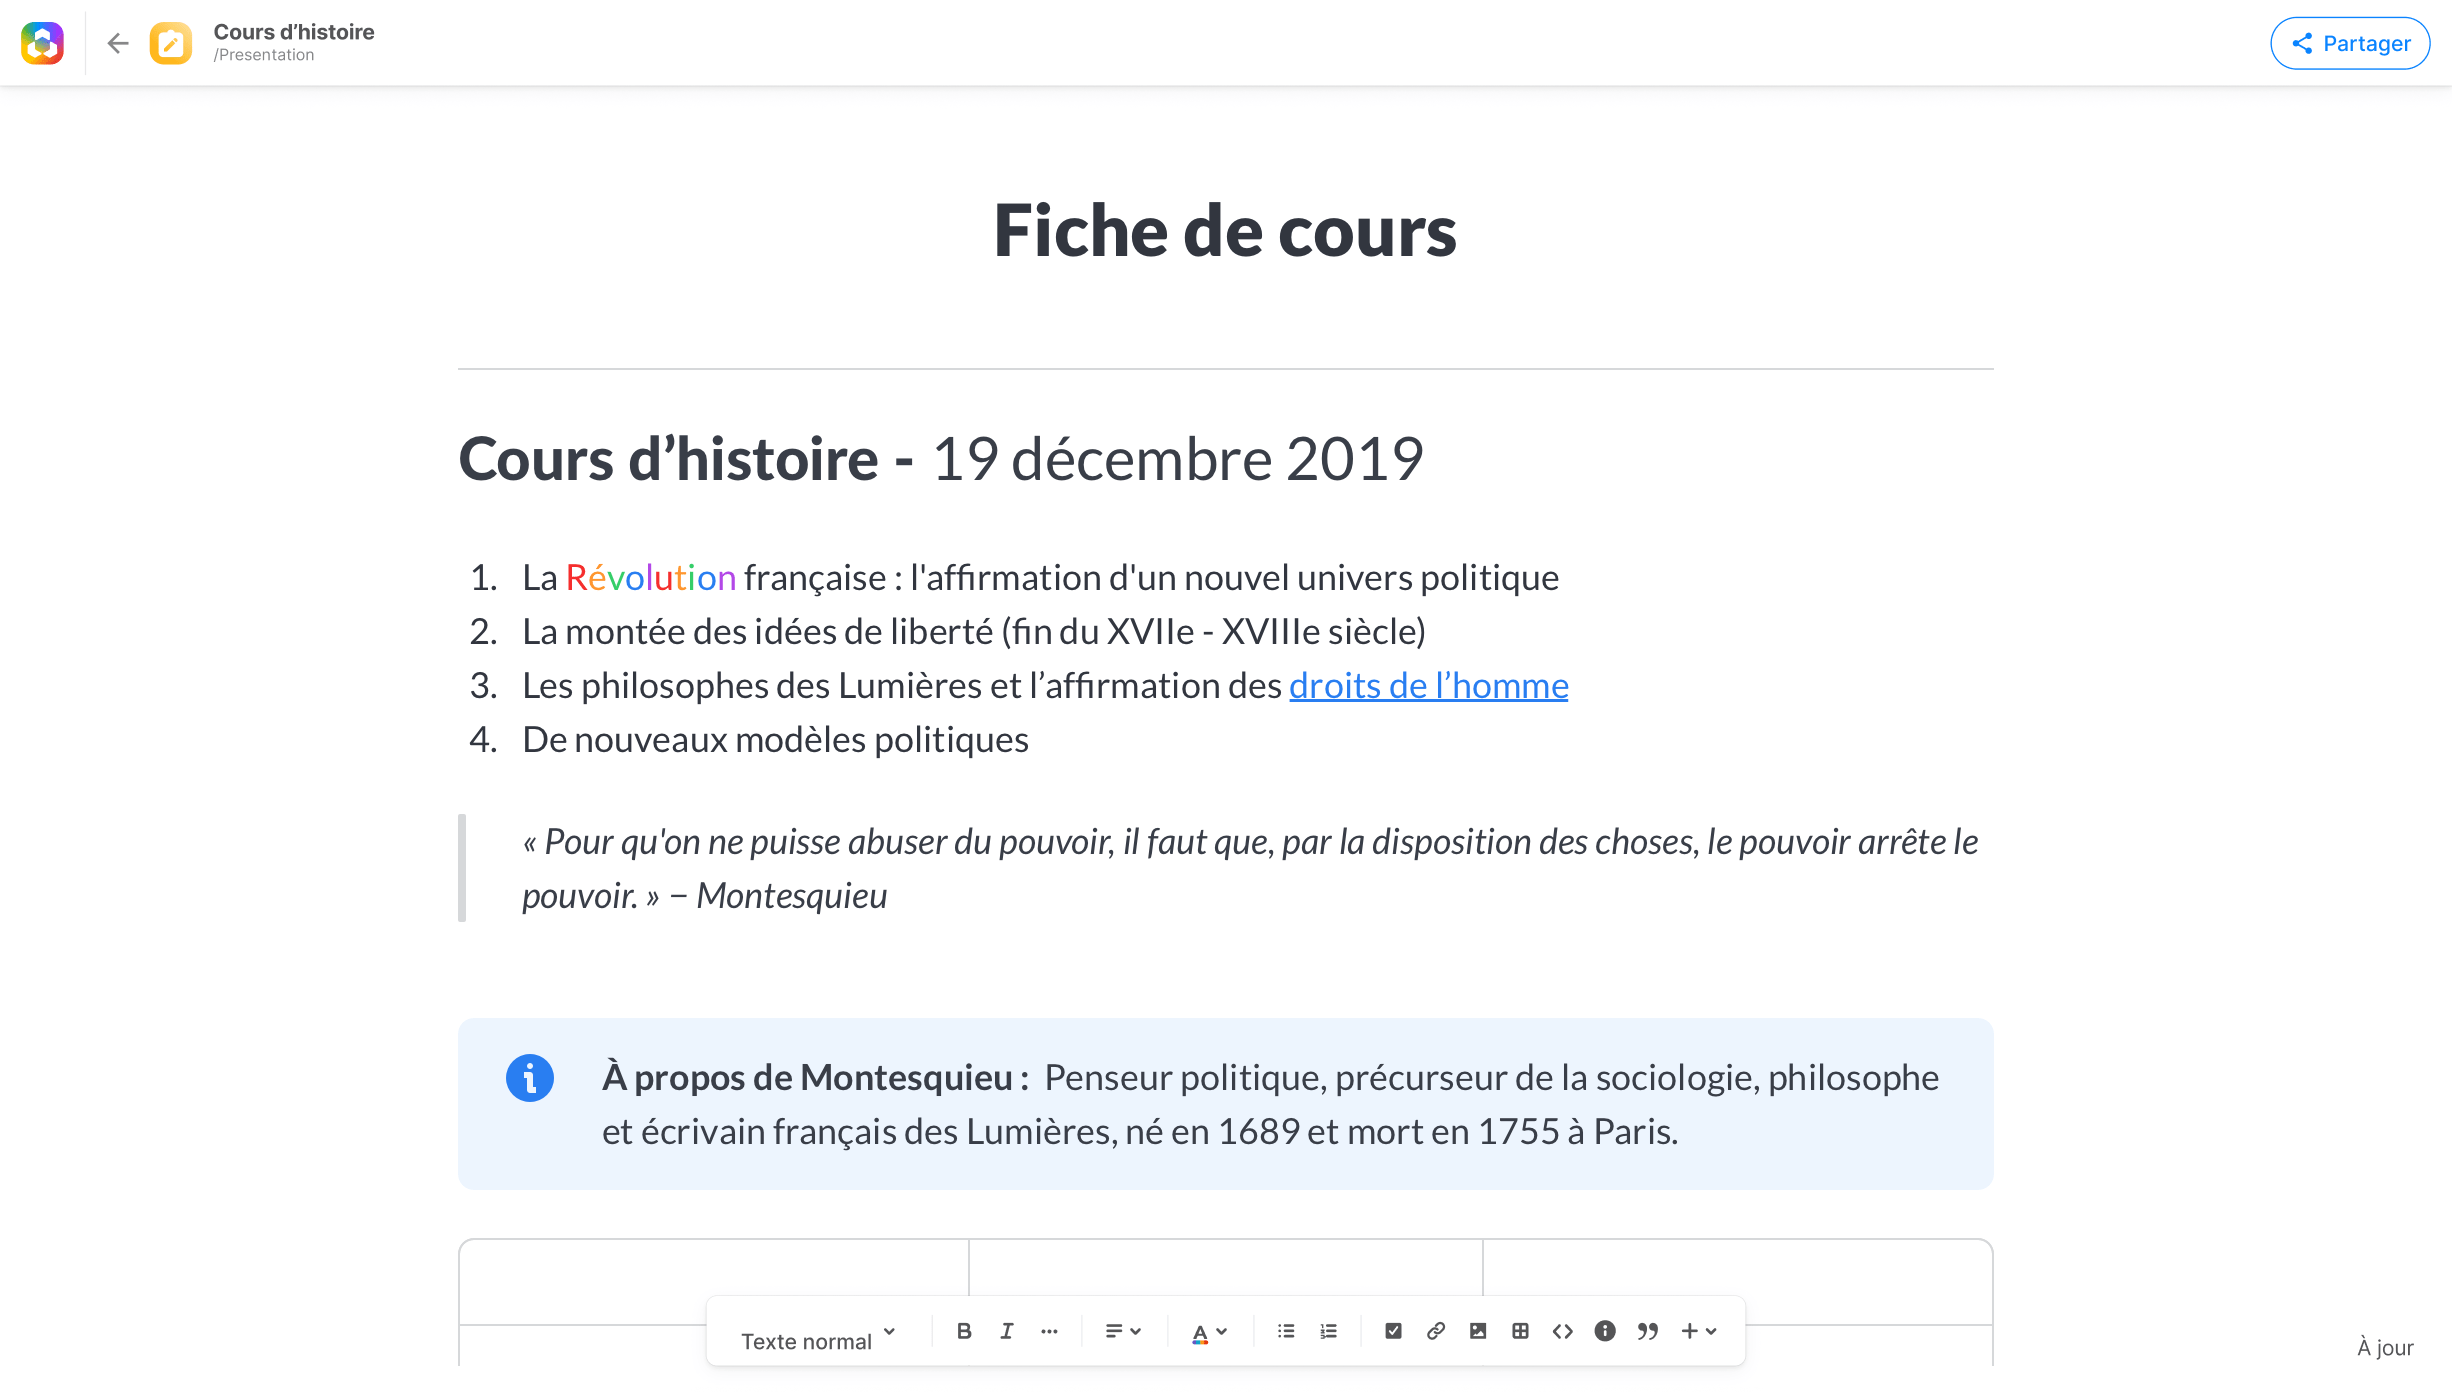 Cours d’histoire
/Presentation
Partager
Fiche de cours
Cours d’histoire - 19 décembre 2019
1. La Révolution française : l'affirmation d'un nouvel univers politique
2. La montée des idées de liberté (fin du XVIIe - XVIIIe siècle)
3. Les philosophes des Lumières et l’affirmation des droits de l’homme
4. De nouveaux modèles politiques
« Pour qu'on ne puisse abuser du pouvoir, il faut que, par la disposition des choses, le pouvoir arrête le
pouvoir. » – Montesquieu
À propos de Montesquieu : Penseur politique, précurseur de la sociologie, philosophe
et écrivain français des Lumières, né en 1689 et mort en 1755 à Paris.
Texte normal
À jour